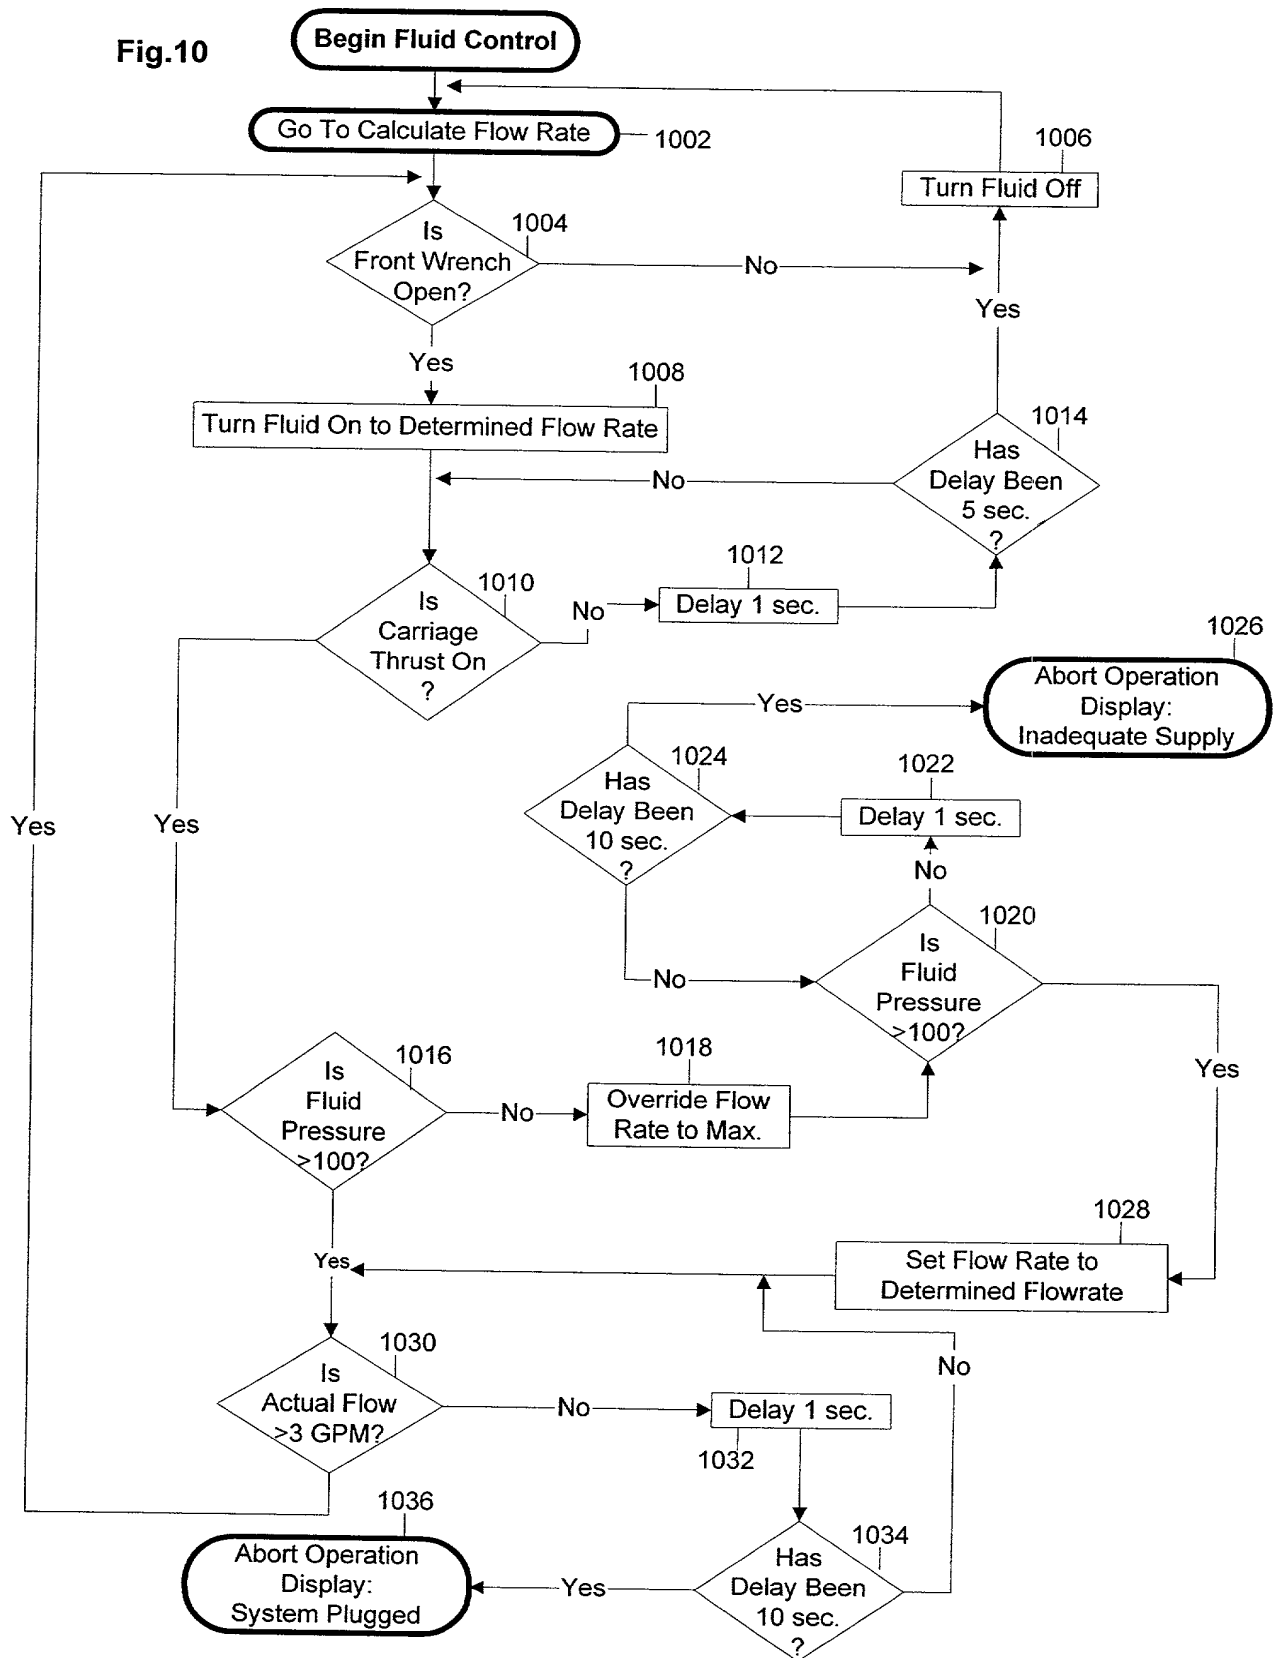 Fig.10
Begin Fluid Control
Go To Calculate Flow Rate
1002
1006
Turn Fluid Off
1004
Is
Front Wrench
Open?
No
Yes
Yes
1008
Turn Fluid On to Determined Flow Rate
1014
Has
Delay Been
5 sec.
?
No
1012
Delay 1 sec.
1010
Is
Carriage
Thrust On
?
No
1026
Abort Operation
Display:
Inadequate Supply
Yes
1024
Has
Delay Been
10 sec.
?
1022
Delay 1 sec.
Yes
Yes
No
1020
Is
Fluid
Pressure
>100?
No
Yes
1016
Is
Fluid
Pressure
>100?
No
1018
Override Flow
Rate to Max.
1028
Set Flow Rate to
Determined Flowrate
Yes
1030
Is
Actual Flow
>3 GPM?
No
Delay 1 sec.
1032
No
1036
Abort Operation
Display:
System Plugged
Yes
1034
Has
Delay Been
10 sec.
?